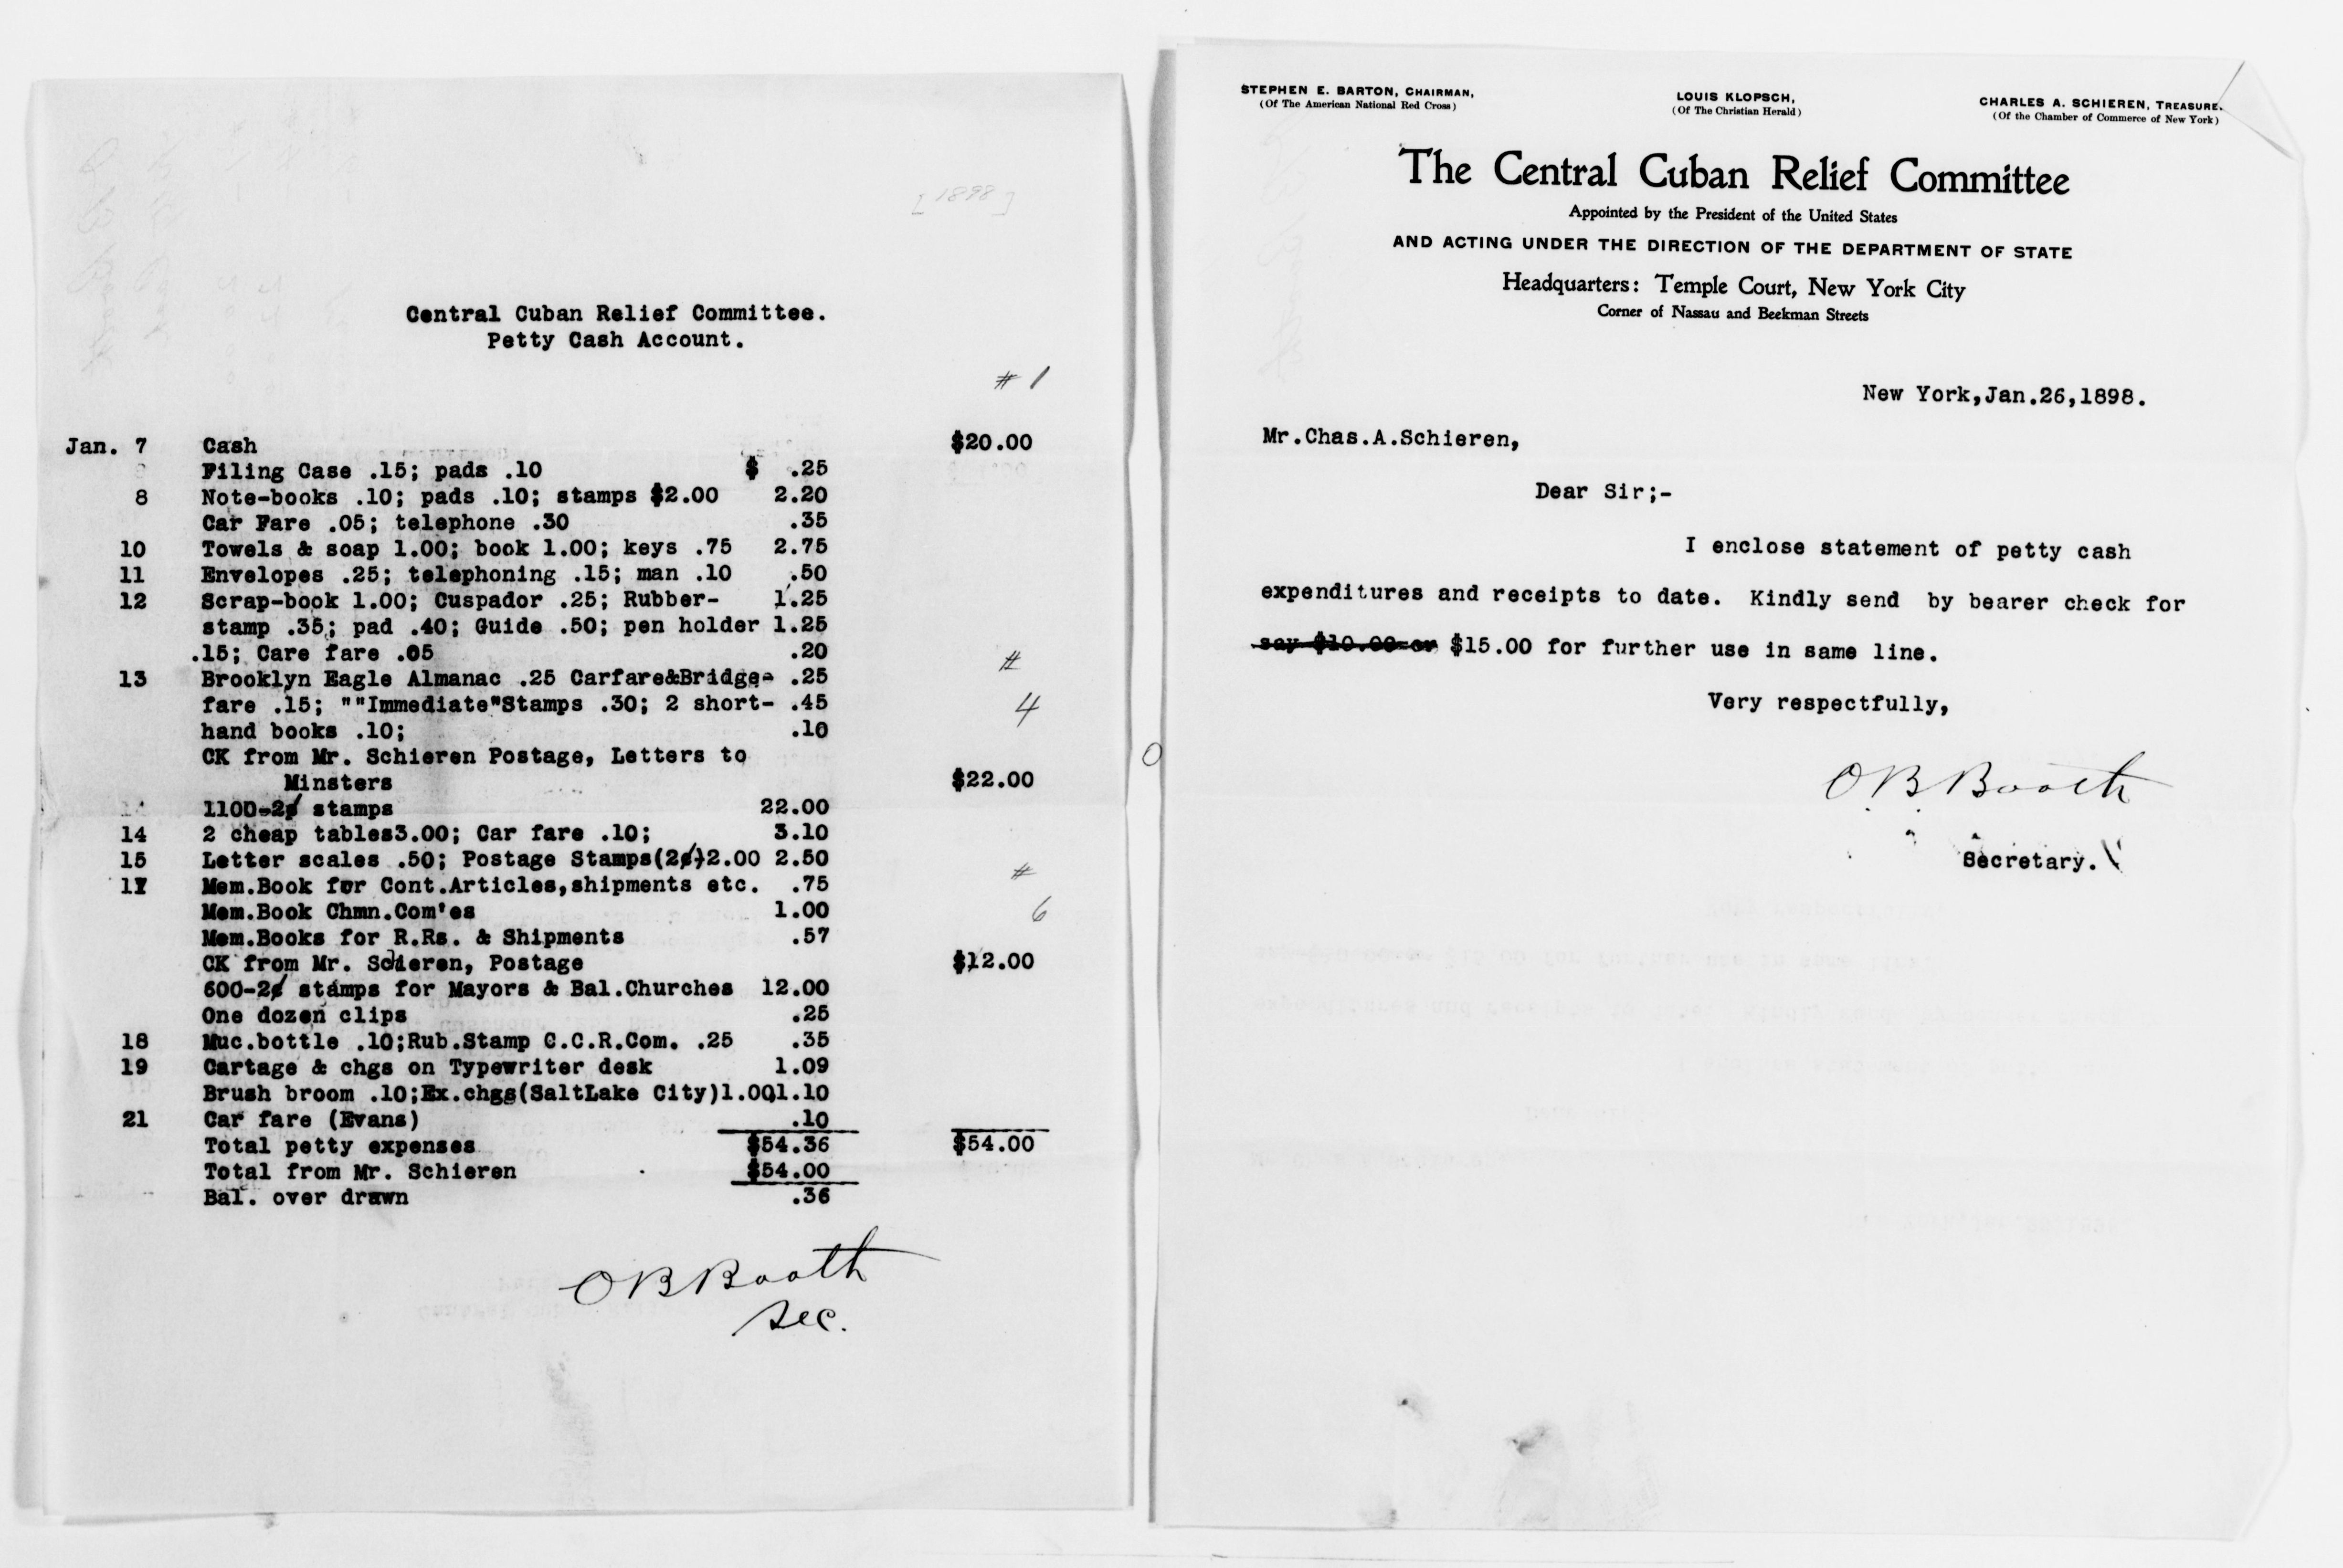 [1898]
Central Cuban Relief Committee.
Petty Cash Account.
# 1
Jan. 7 Cash $20.00
Filing Case .15; pads .10 $ .25
8 Note-books .10; pads .10; stamps $2.00 2.20
Car Fare .05; telephone .30 .35
10 Towels & soap 1.00; book 1.00; keys .75 2.75
11 Envelopes .25; telephoning .15; man .10 .50
12 Scrap-book 1.00; Cuspador .25; Rubber- 1.25
stamp .35; pad .40; Guide .50; pen holder 1.25
.15; Care fare .05 .20
#
13 Brooklyn Eagle Almanac .25 Carfare&Bridge- .25
fare .15; ""Immediate"Stamps .30; 2 short- .45
4
hand books .10; .10
CK from Mr. Schieren Postage, Letters to
Minsters $22.00
1100-2¢ stamps 22.00
14 2 cheap tables3.00; Car fare .10; 3.10
15 Letter scales .50; Postage Stamps(2¢)2.00 2.50
#
17 Mem.Book for Cont.Articles,shipments etc. .75
Mem.Book Chmn.Com'es 1.00
6
Mem.Books for R.Rs. & Shipments .57
CK from Mr. Schieren, Postage $12.00
600-2¢ stamps for Mayors & Bal.Churches 12.00
One dozen clips .25
18 Muc.bottle .10;Rub.Stamp C.C.R.Com. .25 .35
19 Cartage & chgs on Typewriter desk 1.09
Brush broom .10;Ex.chgs(SaltLake City)1.00 1.10
21 Car fare (Evans) .10
Total petty expenses $54.36 $54.00
Total from Mr. Schieren $54.00
Bal. over drawn .36
O B Booth
Sec.
STEPHEN E. BARTON, CHAIRMAN,
(Of The American National Red Cross)
LOUIS KLOPSCH,
(Of The Christian Herald)
CHARLES A. SCHIEREN, TREASURE
(Of the Chamber of Commerce of New York)
The Central Cuban Relief Committee
Appointed by the President of the United States
AND ACTING UNDER THE DIRECTION OF THE DEPARTMENT OF STATE
Headquarters: Temple Court, New York City
Corner of Nassau and Beekman Streets
New York,Jan.26,1898.
Mr.Chas.A.Schieren,
Dear Sir;-
I enclose statement of petty cash
expenditures and receipts to date. Kindly send by bearer check for
say $10.00 or $15.00 for further use in same line.
Very respectfully,
O B Booth
Secretary.